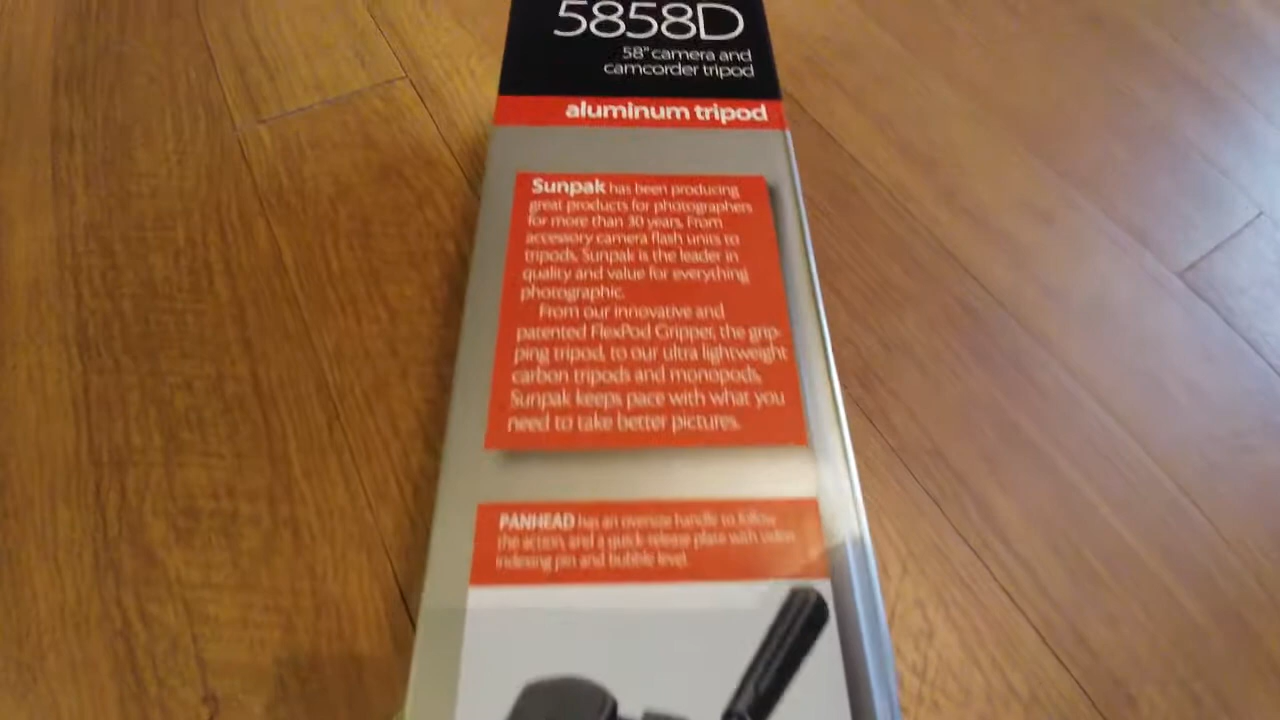 5858D
58" camera and
camcorder tripod
aluminum tripod
Sunpak has been producing
great products for photographers
for more than 30 years. From
accessory camera flash units to
tripods, Sunpak is the leader in
quality and value for everything
photographic.
From our innovative and
patented FlexPod Gripper, the grip-
ping tripod, to our ultra lightweight
carbon tripods and monopods,
Sunpak keeps pace with what you
need to take better pictures.
PANHEAD has an oversize handle to follow
the action, and a quick-release plate with video
indexing pin and bubble level.